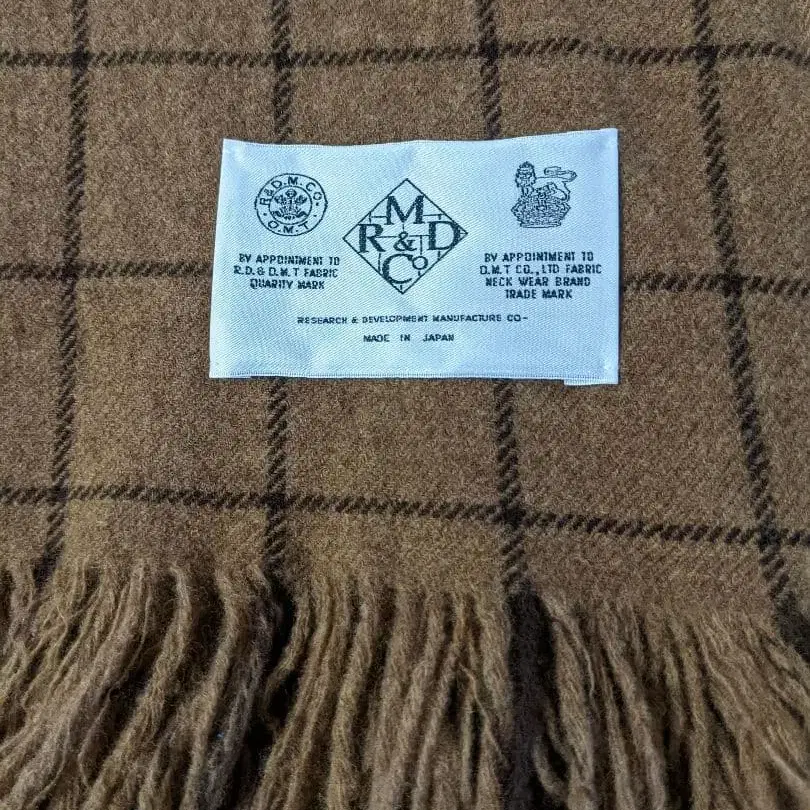 R&D.M.CO-
O.M.T
BY APPOINTMENT TO
R.D. & D.M.T FABRIC
QUARITY MARK
M
R & D
Co
BY APPOINTMENT TO
O.M.T CO., LTD FABRIC
NECK WEAR BRAND
TRADE MARK
RESEARCH & DEVELOPMENT MANUFACTURE CO-
MADE IN JAPAN